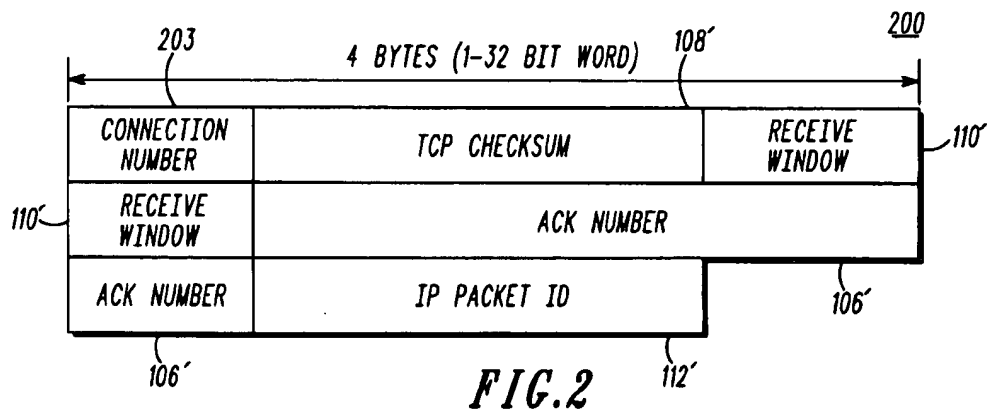 200
203
108′
4 BYTES (1-32 BIT WORD)
CONNECTION
NUMBER
TCP CHECKSUM
RECEIVE
WINDOW
110′
110′
RECEIVE
WINDOW
ACK NUMBER
ACK NUMBER
IP PACKET ID
106′
106′
112′
FIG.2